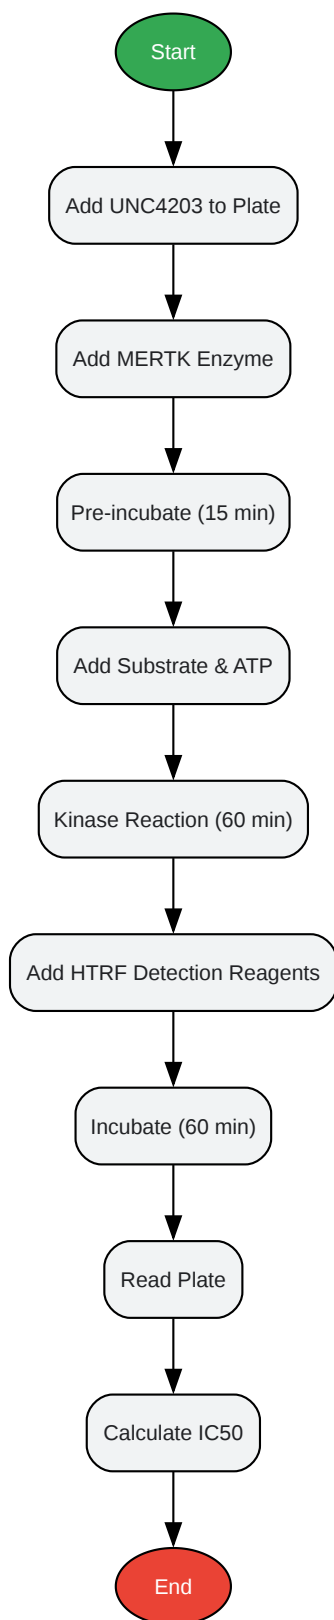 Start
Add UNC4203 to Plate
Add MERTK Enzyme
Pre-incubate (15 min)
Add Substrate & ATP
Kinase Reaction (60 min)
Add HTRF Detection Reagents
Incubate (60 min)
Read Plate
Calculate IC50
End